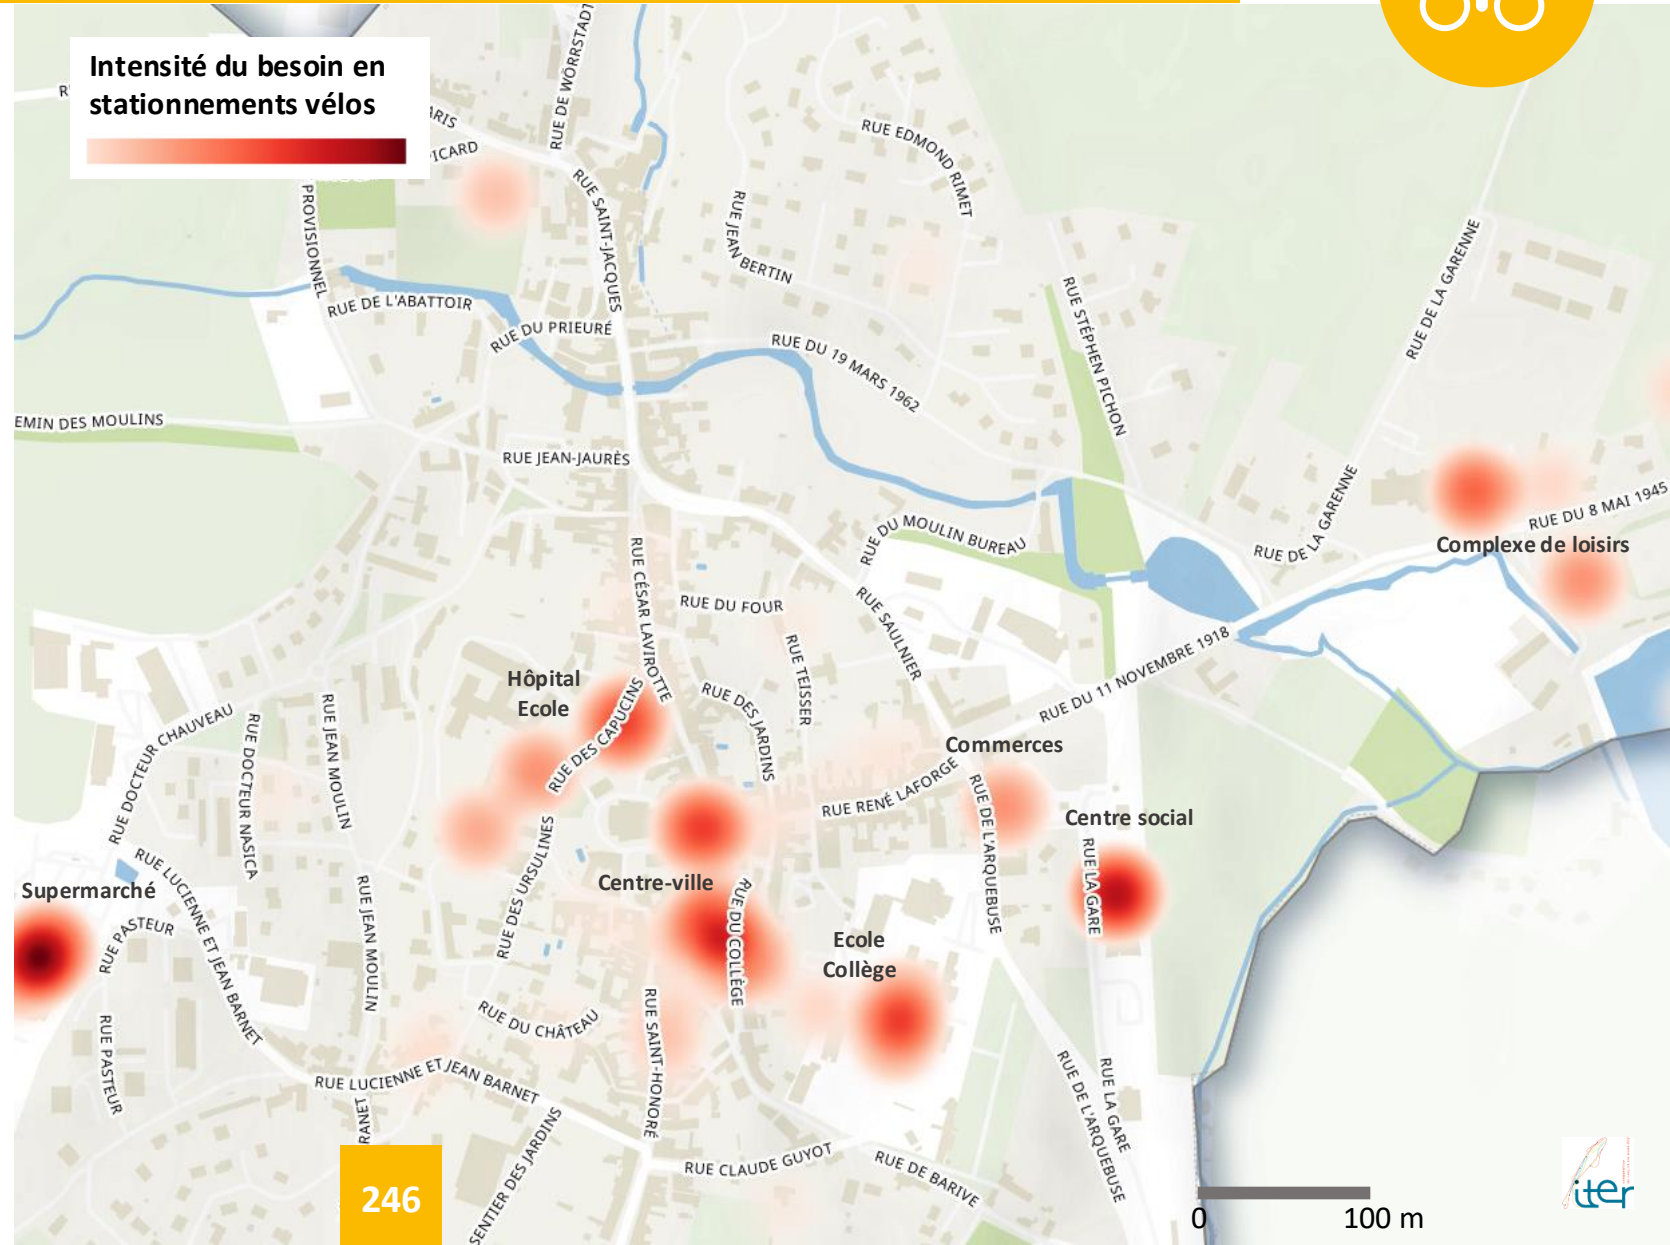 Intensité du besoin en
stationnements vélos
ARIS
ICARD
RUE DE WÖRRSTADT
RUE EDMOND RIMET
PROVISIONNEL
RUE SAINT-JACQUES
RUE JEAN BERTIN
RUE DE L'ABATTOIR
RUE DU PRIEURÉ
RUE DU 19 MARS 1962
RUE STÉPHEN PICHON
RUE DE LA GARENNE
EMIN DES MOULINS
RUE JEAN-JAURÈS
RUE DU MOULIN BUREAU
RUE DE LA GARENNE
RUE DU 8 MAI 1945
Complexe de loisirs
RUE CÉSAR LAVIROTTE
RUE DU FOUR
RUE SAULNIER
RUE TEISSER
RUE DU 11 NOVEMBRE 1918
Hôpital
Ecole
RUE DES CAPUCINS
RUE DES JARDINS
RUE DOCTEUR CHAUVEAU
RUE DOCTEUR NASICA
RUE JEAN MOULIN
Commerces
RUE RENÉ LAFORGE
RUE DE L'ARQUEBUSE
Centre social
RUE LA GARE
RUE DES URSULINES
Centre-ville
RUE DU COLLÈGE
Supermarché
RUE PASTEUR
RUE LUCIENNE ET JEAN BARNET
RUE JEAN MOULIN
Ecole
Collège
RUE DU CHÂTEAU
RUE SAINT-HONORÉ
RUE PASTEUR
RUE LUCIENNE ET JEAN BARNET
RANET
SENTIER DES JARDINS
RUE CLAUDE GUYOT
RUE DE BARIVE
RUE DE L'ARQUEBUSE
RUE LA GARE
246
0
100 m
iter